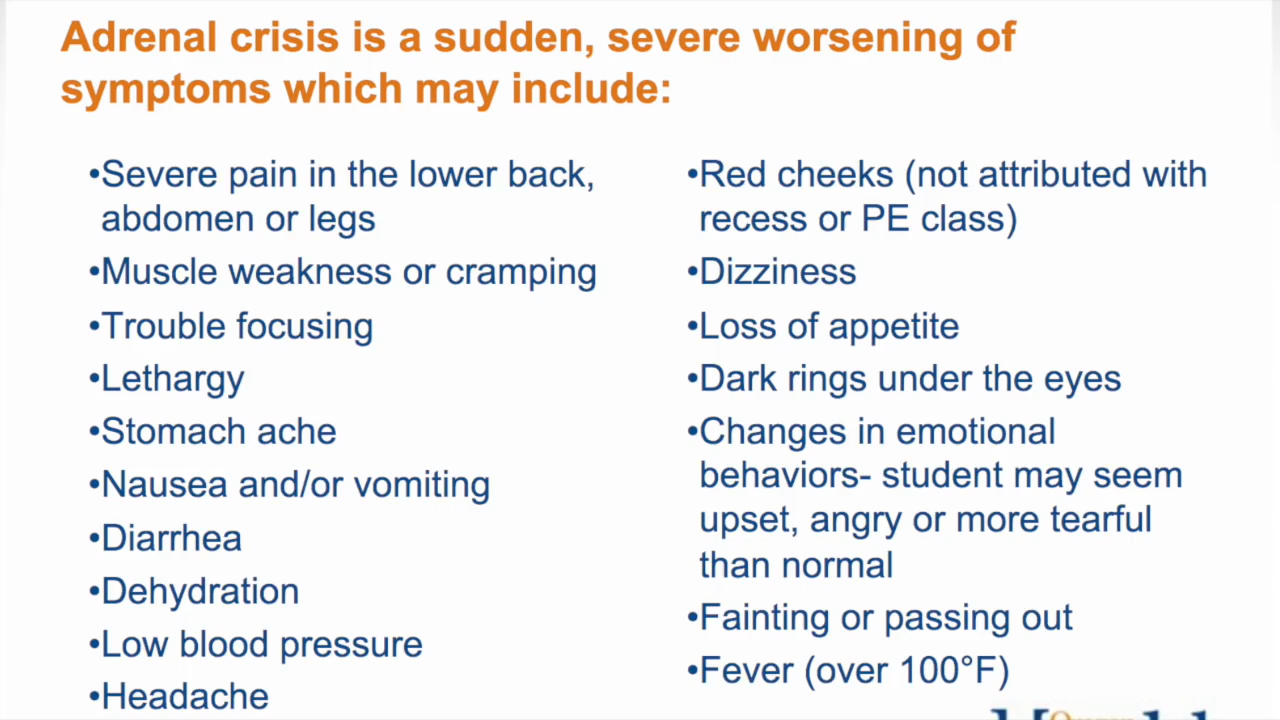 Adrenal crisis is a sudden, severe worsening of
symptoms which may include:
•Severe pain in the lower back,
abdomen or legs
•Muscle weakness or cramping
•Trouble focusing
•Lethargy
•Stomach ache
•Nausea and/or vomiting
•Diarrhea
•Dehydration
•Low blood pressure
•Headache
•Red cheeks (not attributed with
recess or PE class)
•Dizziness
•Loss of appetite
•Dark rings under the eyes
•Changes in emotional
behaviors- student may seem
upset, angry or more tearful
than normal
•Fainting or passing out
•Fever (over 100°F)